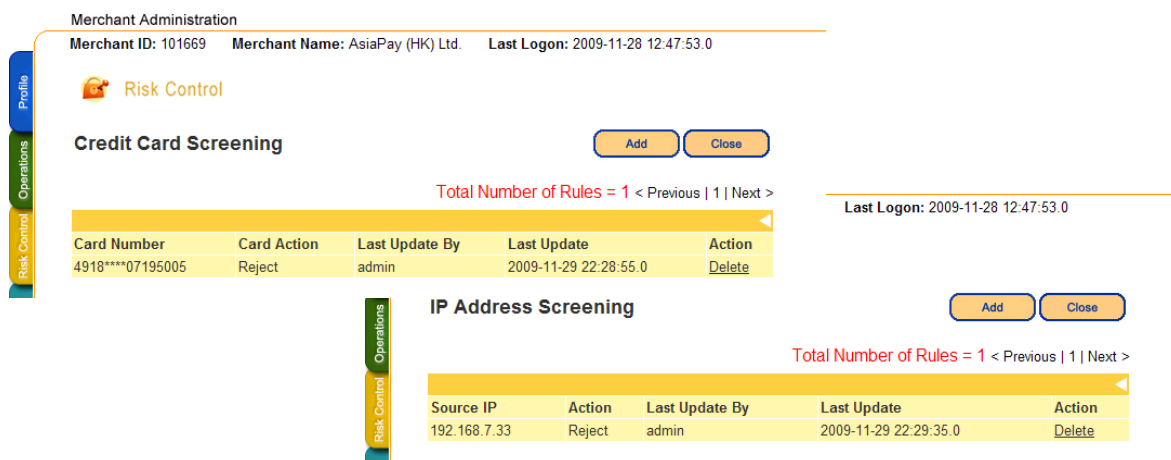 Merchant Administration
Merchant ID: 101669 Merchant Name: AsiaPay (HK) Ltd. Last Logon: 2009-11-28 12:47:53.0
Profile
Operations
Risk Control
Risk Control
Credit Card Screening
Add Close
Total Number of Rules = 1 < Previous | 1 | Next >
Card Number Card Action Last Update By Last Update Action
4918****07195005 Reject admin 2009-11-29 22:28:55.0 Delete
Last Logon: 2009-11-28 12:47:53.0
Operations
Risk Control
IP Address Screening
Add Close
Total Number of Rules = 1 < Previous | 1 | Next >
Source IP Action Last Update By Last Update Action
192.168.7.33 Reject admin 2009-11-29 22:29:35.0 Delete